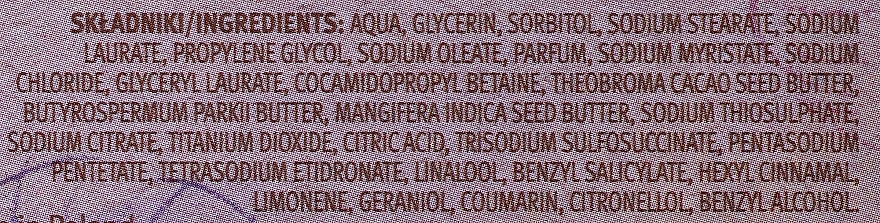 SKŁADNIKI/INGREDIENTS: AQUA, GLYCERIN, SORBITOL, SODIUM STEARATE, SODIUM
LAURATE, PROPYLENE GLYCOL, SODIUM OLEATE, PARFUM, SODIUM MYRISTATE, SODIUM
CHLORIDE, GLYCERYL LAURATE, COCAMIDOPROPYL BETAINE, THEOBROMA CACAO SEED BUTTER,
BUTYROSPERMUM PARKII BUTTER, MANGIFERA INDICA SEED BUTTER, SODIUM THIOSULPHATE,
SODIUM CITRATE, TITANIUM DIOXIDE, CITRIC ACID, TRISODIUM SULFOSUCCINATE, PENTASODIUM
PENTETATE, TETRASODIUM ETIDRONATE, LINALOOL, BENZYL SALICYLATE, HEXYL CINNAMAL,
LIMONENE, GERANIOL, COUMARIN, CITRONELLOL, BENZYL ALCOHOL.
in Poland